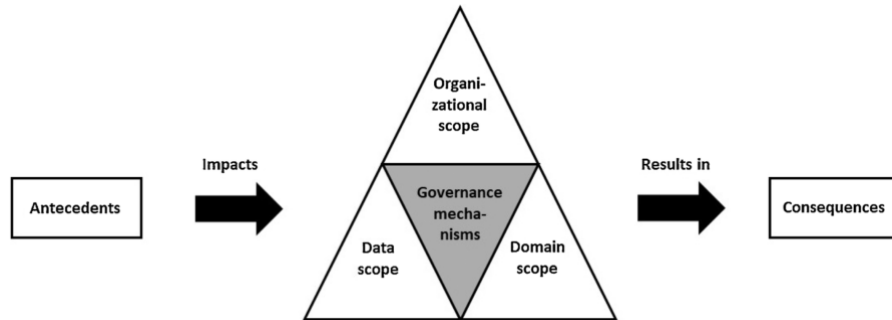 Antecedents
Impacts
Organi-
zational
scope
Governance
mecha-
nisms
Data
scope
Domain
scope
Results in
Consequences